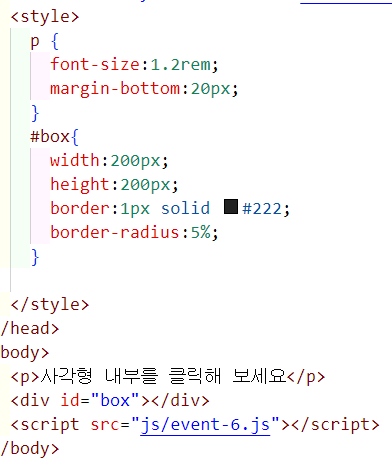 <style>
p {
font-size:1.2rem;
margin-bottom:20px;
}
#box{
width:200px;
height:200px;
border:1px solid #222;
border-radius:5%;
}
</style>
/head>
body>
<p>사각형 내부를 클릭해 보세요</p>
<div id="box"></div>
<script src="js/event-6.js"></script>
/body>